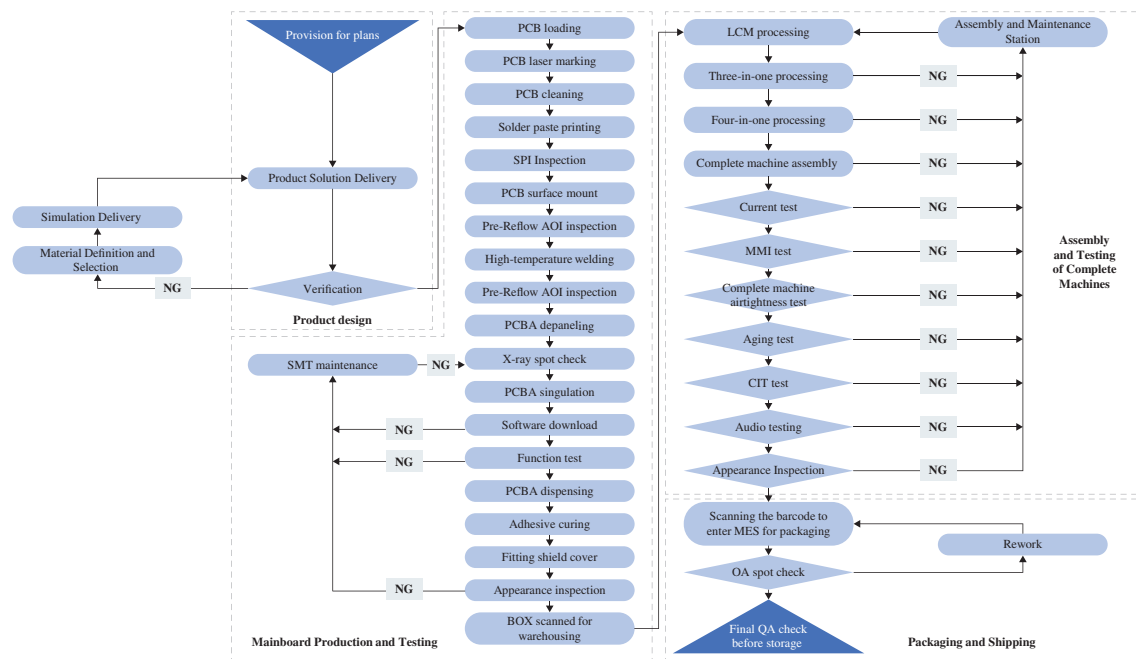 Provision for plans
Product Solution Delivery
Simulation Delivery
Material Definition and
Selection
NG
Verification
Product design
PCB loading
PCB laser marking
PCB cleaning
Solder paste printing
SPI Inspection
PCB surface mount
Pre-Reflow AOI inspection
High-temperature welding
Pre-Reflow AOI inspection
PCBA depaneling
SMT maintenance
NG
X-ray spot check
PCBA singulation
NG
Software download
NG
Function test
PCBA dispensing
Adhesive curing
Fitting shield cover
NG
Appearance inspection
BOX scanned for
warehousing
Mainboard Production and Testing
LCM processing
Assembly and Maintenance
Station
Three-in-one processing
NG
Four-in-one processing
NG
Complete machine assembly
NG
Current test
NG
MMI test
NG
Complete machine
airtightness test
NG
Aging test
NG
CIT test
NG
Audio testing
NG
Appearance Inspection
NG
Assembly
and Testing
of Complete
Machines
Scanning the barcode to
enter MES for packaging
Rework
OA spot check
Final QA check
before storage
Packaging and Shipping